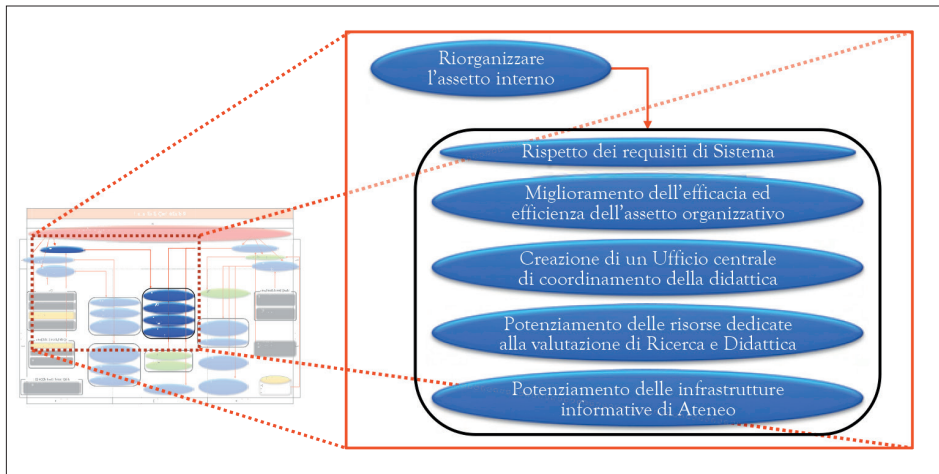 Riorganizzare
l'assetto interno
Rispetto dei requisiti di Sistema
Miglioramento dell'efficacia ed
efficienza dell'assetto organizzativo
Creazione di un Ufficio centrale
di coordinamento della didattica
Potenziamento delle risorse dedicate
alla valutazione di Ricerca e Didattica
Potenziamento delle infrastrutture
informative di Ateneo